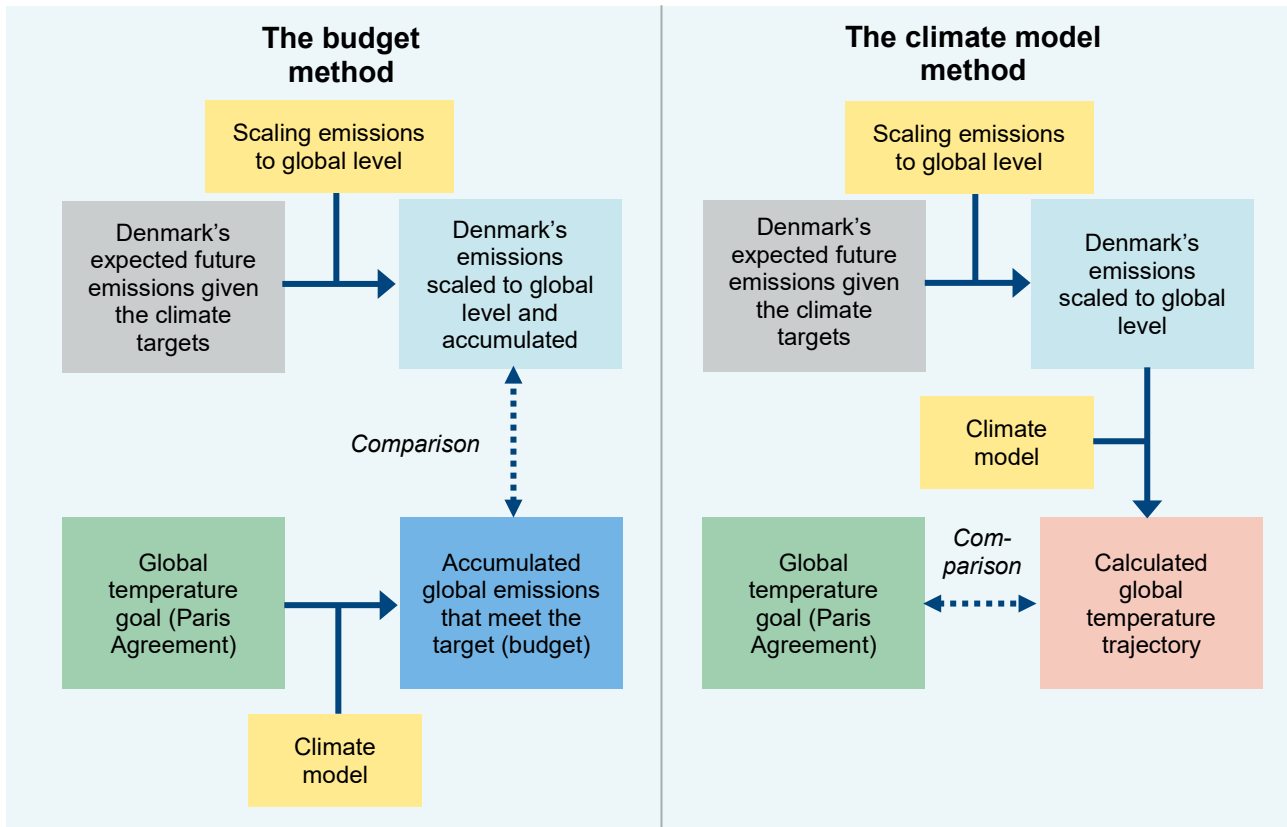 The budget
method
Scaling emissions
to global level
Denmark's
expected future
emissions given
the climate
targets
Denmark's
emissions
scaled to global
level and
accumulated
Comparison
Global
temperature
goal (Paris
Agreement)
Accumulated
global emissions
that meet the
target (budget)
Climate
model
The climate model
method
Scaling emissions
to global level
Denmark's
expected future
emissions given
the climate
targets
Denmark's
emissions
scaled to global
level
Climate
model
Global
temperature
goal (Paris
Agreement)
Com-
parison
Calculated
global
temperature
trajectory